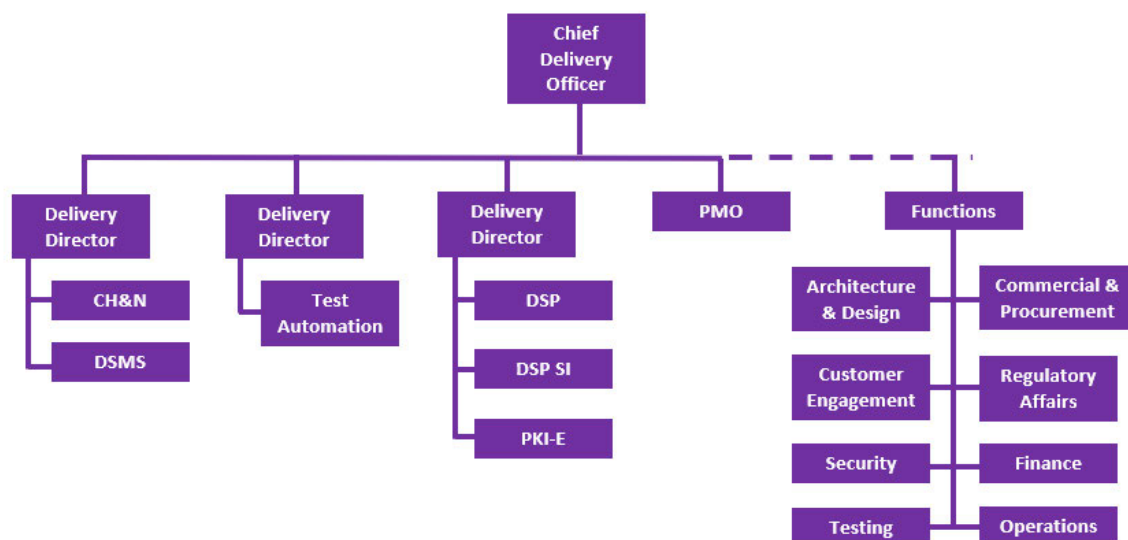 Chief
Delivery
Officer
Delivery
Director
Delivery
Director
Delivery
Director
PMO
Functions
CH&N
DSMS
Test
Automation
DSP
DSP SI
PKI-E
Architecture
& Design
Commercial &
Procurement
Customer
Engagement
Regulatory
Affairs
Security
Finance
Testing
Operations